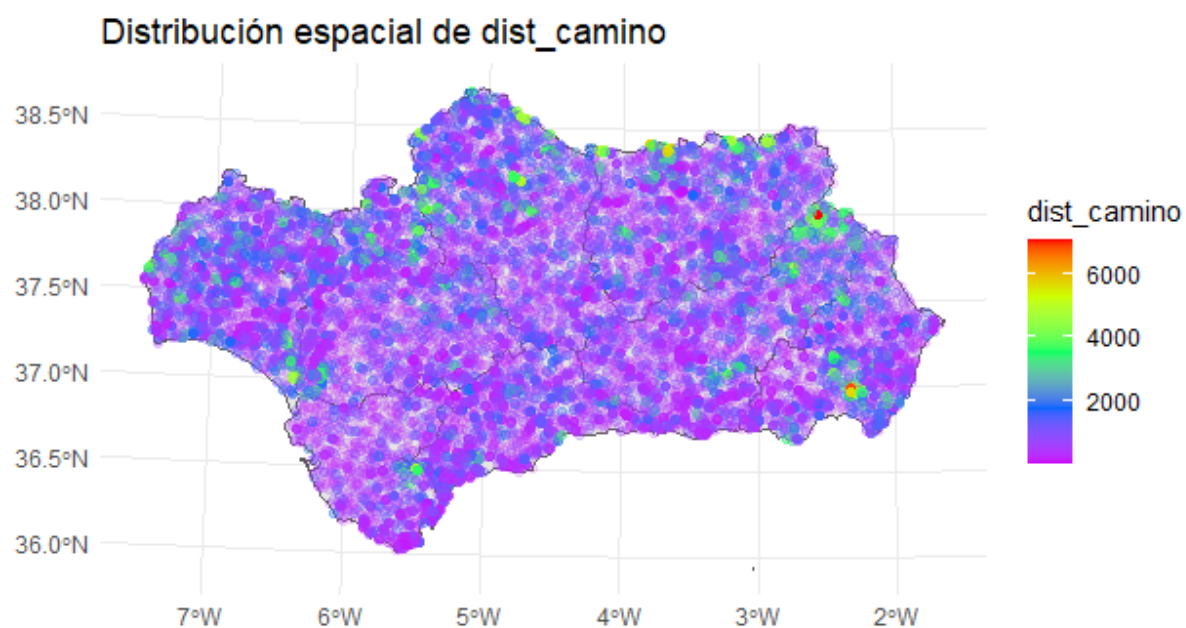 Distribución espacial de dist_camino
38.5°N
38.0°N
37.5°N
37.0°N
36.5°N
36.0°N
7°W 6°W 5°W 4°W 3°W 2°W
dist_camino
6000
4000
2000